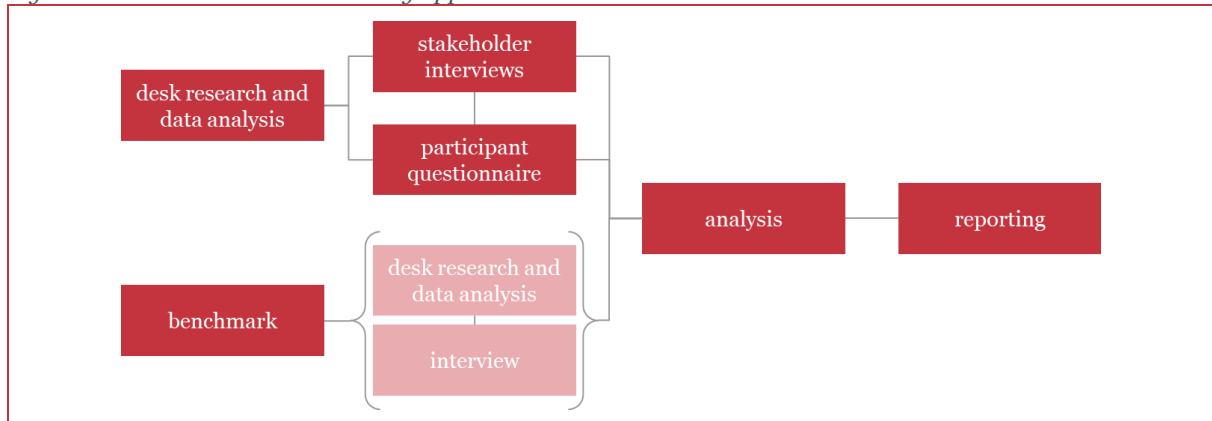 stakeholder
interviews
desk research and
data analysis
participant
questionnaire
analysis
reporting
desk research and
data analysis
benchmark
interview